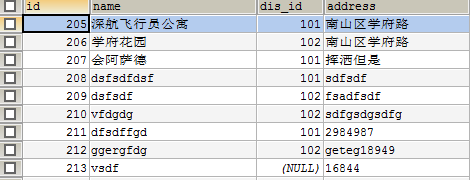 id name dis_id address
205 深航飞行员公寓 101 南山区学府路
206 学府花园 102 南山区学府路
207 会阿萨德 101 挥洒但是
208 dsfsdfdsf 101 sdfsdf
209 dsfsdf 102 fsadfsdf
210 vfdgdg 102 sdfgsdgsdfg
211 dfsdffgd 101 2984987
212 ggergfdg 102 geteg18949
213 vsdf (NULL) 16844